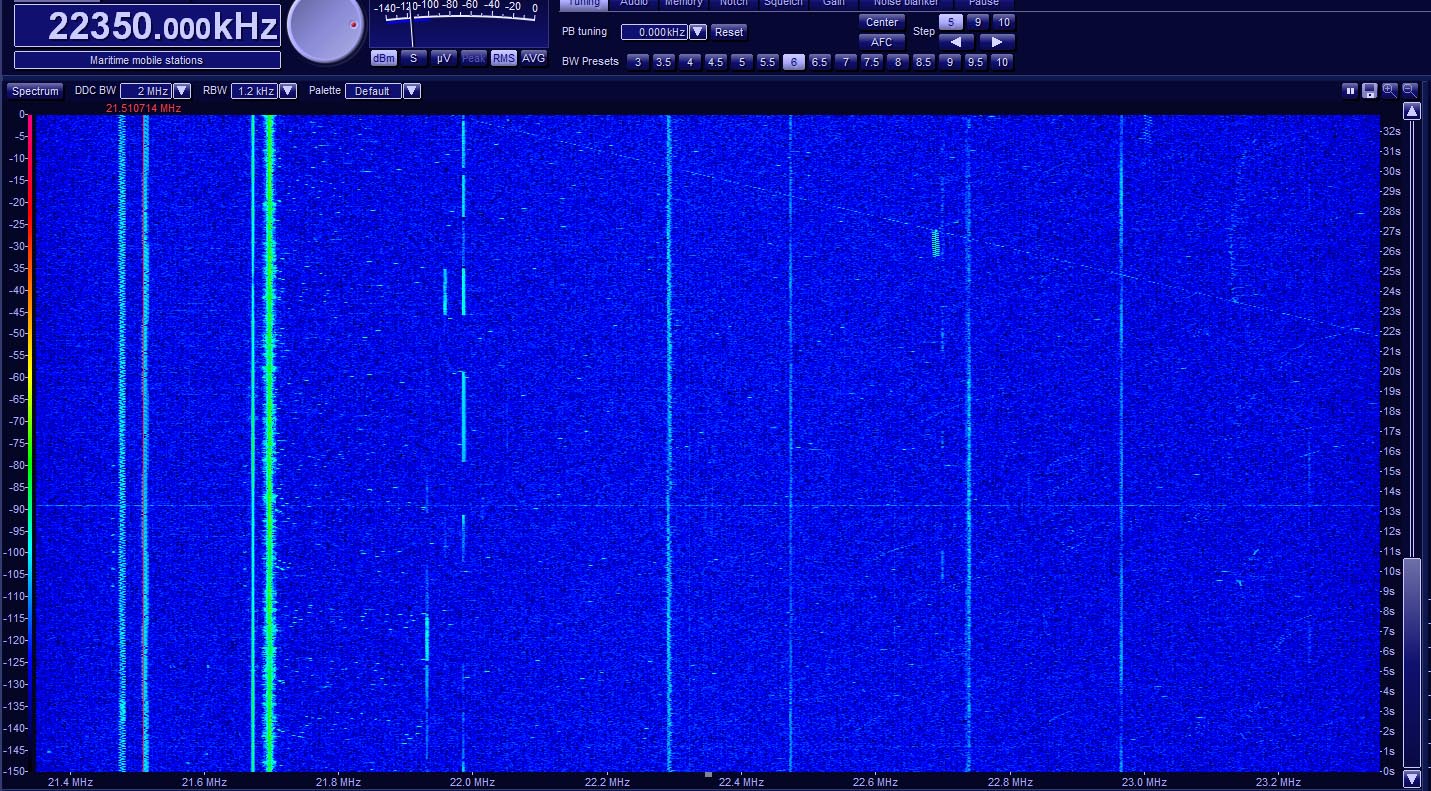 -140 -120 -100 -80 -60 -40 -20 0
Tuning Audio Memory Notch Squelch Gain Noise blanker Pause
22350.000kHz
Maritime mobile stations
dBm S µV Peak RMS AVG
PB tuning 0.000kHz Reset
Center Step 5 9 10
AFC
BW Presets 3 3.5 4 4.5 5 5.5 6 6.5 7 7.5 8 8.5 9 9.5 10
Spectrum DDC BW 2 MHz RBW 1.2 kHz Palette Default
21.510714 MHz
0
-5
-10
-15
-20
-25
-30
-35
-40
-45
-50
-55
-60
-65
-70
-75
-80
-85
-90
-95
-100
-105
-110
-115
-120
-125
-130
-135
-140
-145
-150
32s
31s
30s
29s
28s
27s
26s
25s
24s
23s
22s
21s
20s
19s
18s
17s
16s
15s
14s
13s
12s
11s
10s
9s
8s
7s
6s
5s
4s
3s
2s
1s
0s
21.4 MHz 21.6 MHz 21.8 MHz 22.0 MHz 22.2 MHz 22.4 MHz 22.6 MHz 22.8 MHz 23.0 MHz 23.2 MHz